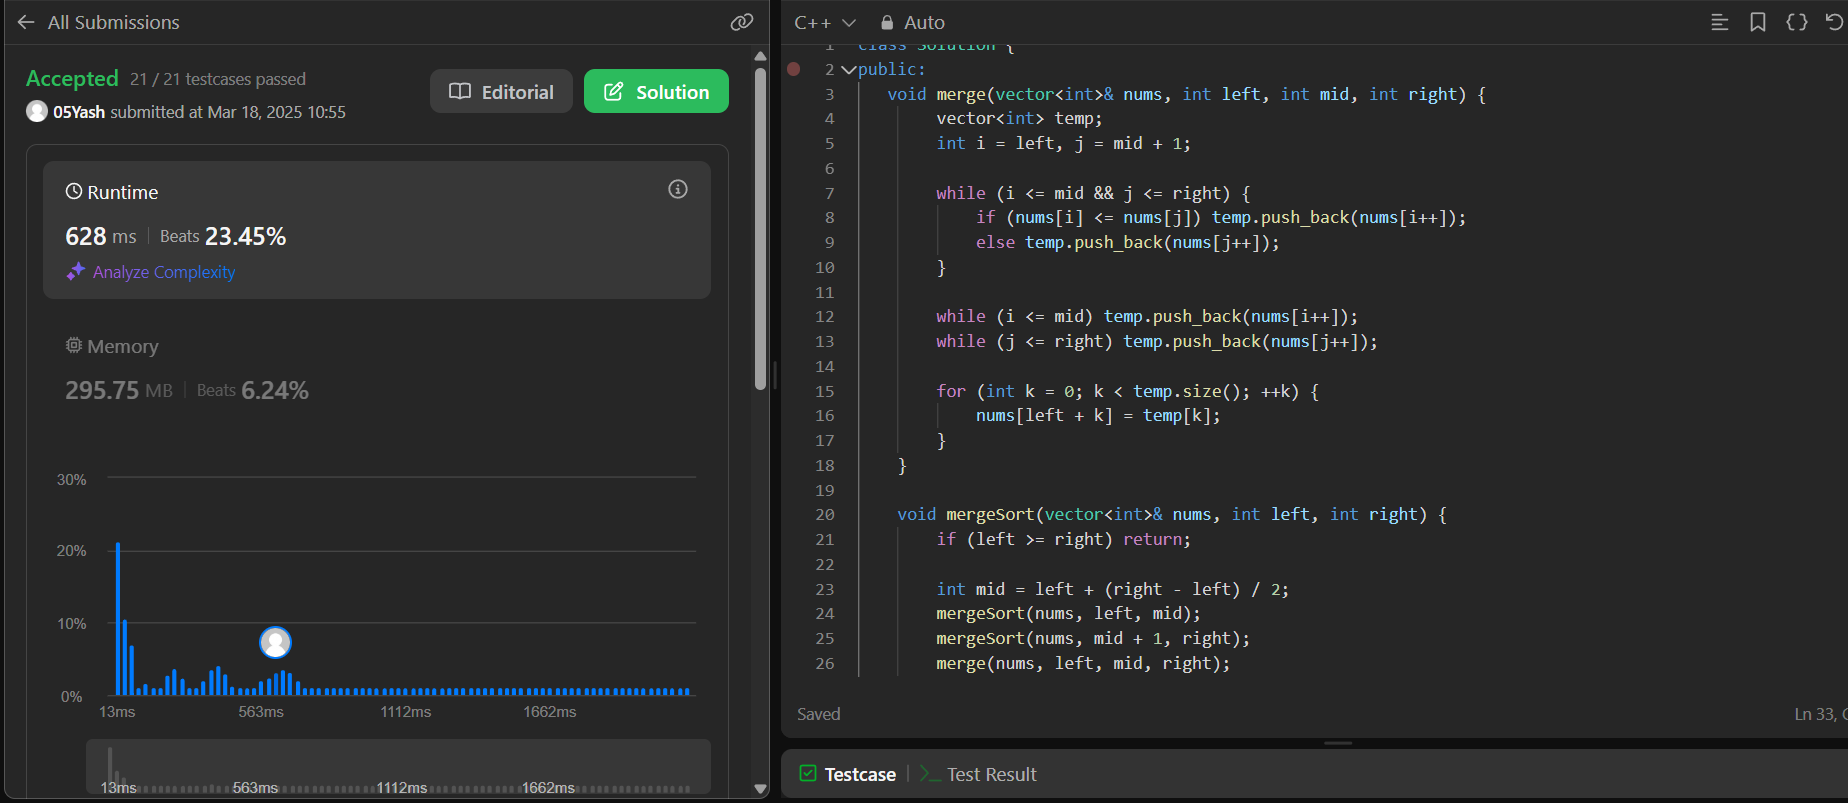 All Submissions
Accepted 21 / 21 testcases passed
05Yash submitted at Mar 18, 2025 10:55
Editorial
Solution
Runtime
628 ms | Beats 23.45%
Analyze Complexity
Memory
295.75 MB | Beats 6.24%
30%
20%
10%
0%
13ms 563ms 1112ms 1662ms
13ms 563ms 1112ms 1662ms
C++ Auto
1 class Solution {
2 public:
3 void merge(vector<int>& nums, int left, int mid, int right) {
4 vector<int> temp;
5 int i = left, j = mid + 1;
6
7 while (i <= mid && j <= right) {
8 if (nums[i] <= nums[j]) temp.push_back(nums[i++]);
9 else temp.push_back(nums[j++]);
10 }
11
12 while (i <= mid) temp.push_back(nums[i++]);
13 while (j <= right) temp.push_back(nums[j++]);
14
15 for (int k = 0; k < temp.size(); ++k) {
16 nums[left + k] = temp[k];
17 }
18 }
19
20 void mergeSort(vector<int>& nums, int left, int right) {
21 if (left >= right) return;
22
23 int mid = left + (right - left) / 2;
24 mergeSort(nums, left, mid);
25 mergeSort(nums, mid + 1, right);
26 merge(nums, left, mid, right);
Saved
Ln 33, C
Testcase | >_ Test Result